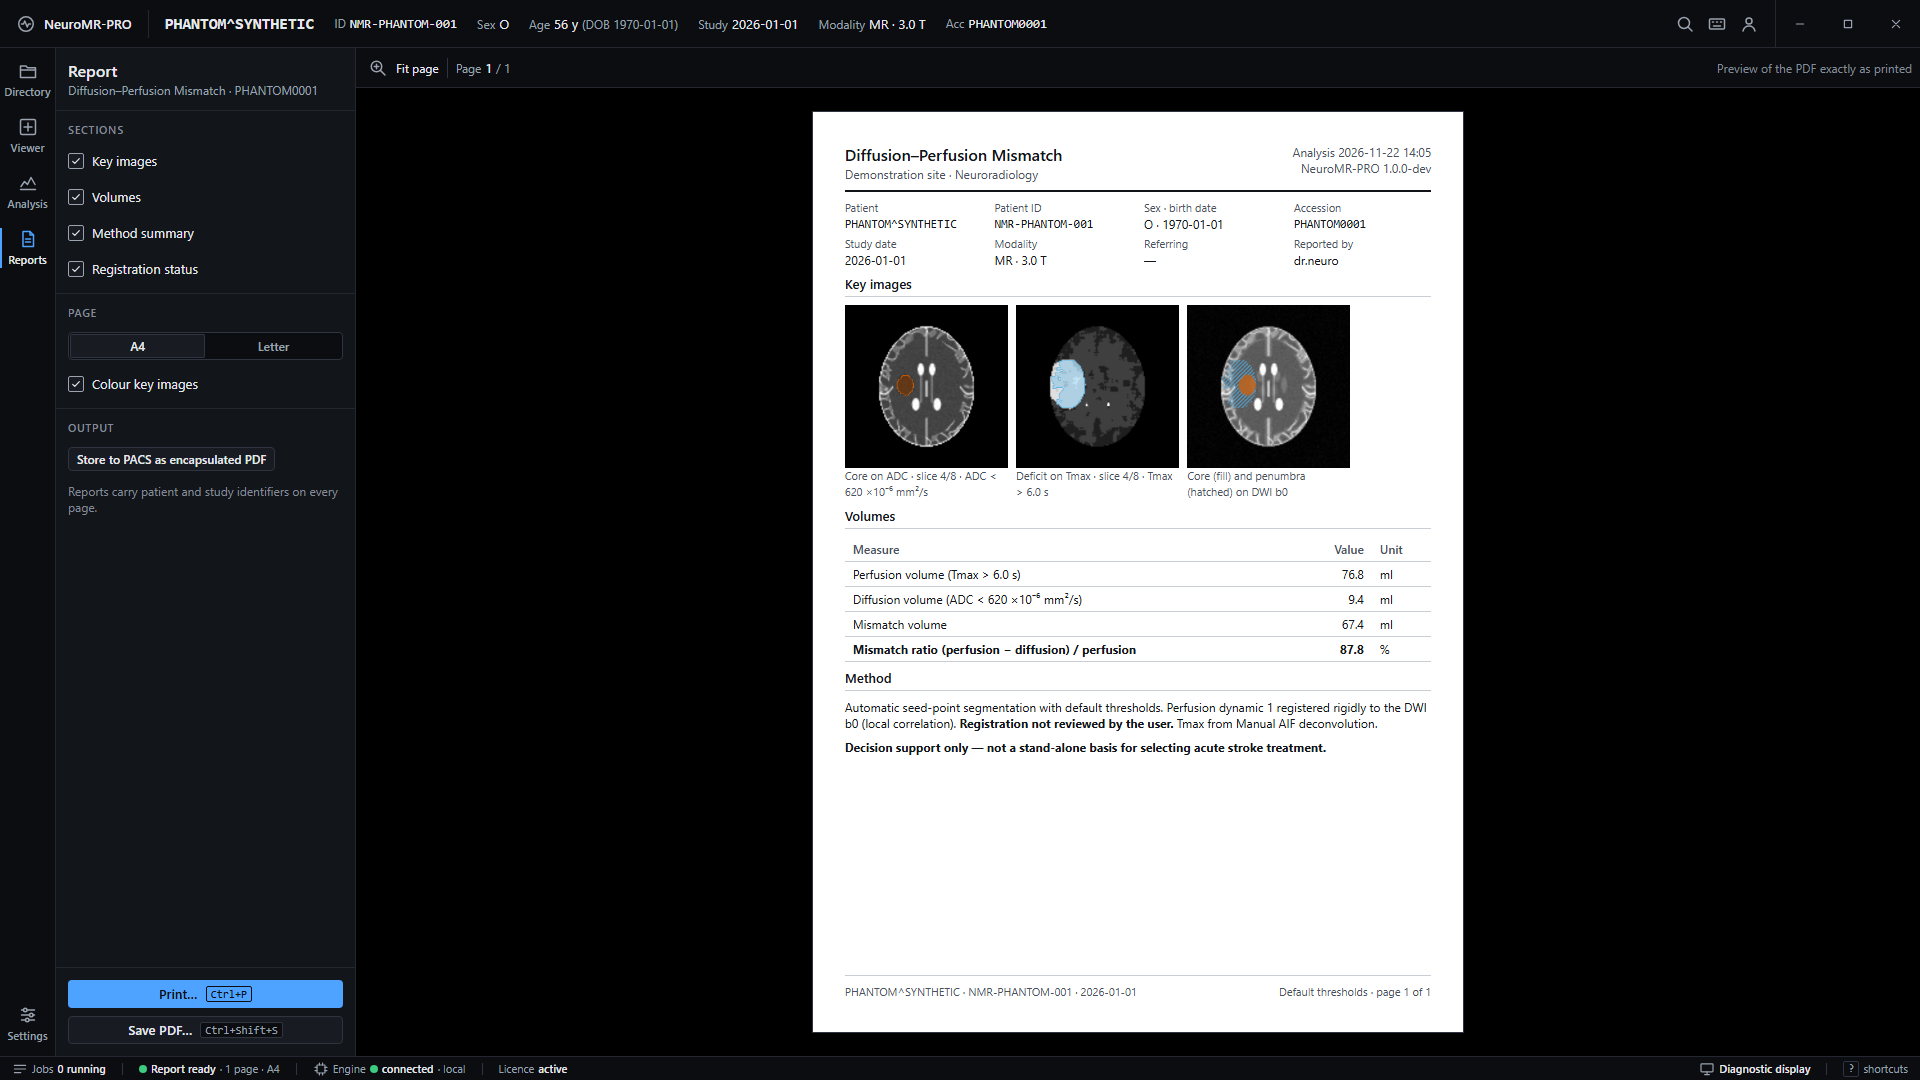 NeuroMR-PRO PHANTOM^SYNTHETIC ID NMR-PHANTOM-001 Sex O Age 56 y (DOB 1970-01-01) Study 2026-01-01 Modality MR · 3.0 T Acc PHANTOM0001
Directory
Viewer
Analysis
Reports
Settings
Report
Diffusion–Perfusion Mismatch · PHANTOM0001
SECTIONS
Key images
Volumes
Method summary
Registration status
PAGE
A4 Letter
Colour key images
OUTPUT
Store to PACS as encapsulated PDF
Reports carry patient and study identifiers on every
page.
Print... Ctrl+P
Save PDF... Ctrl+Shift+S
Fit page Page 1 / 1 Preview of the PDF exactly as printed
Diffusion–Perfusion Mismatch Analysis 2026-11-22 14:05
Demonstration site · Neuroradiology NeuroMR-PRO 1.0.0-dev
Patient Patient ID Sex · birth date Accession
PHANTOM^SYNTHETIC NMR-PHANTOM-001 O · 1970-01-01 PHANTOM0001
Study date Modality Referring Reported by
2026-01-01 MR · 3.0 T — dr.neuro
Key images
Core on ADC · slice 4/8 · ADC <
620 ×10⁻⁶ mm²/s
Deficit on Tmax · slice 4/8 · Tmax
> 6.0 s
Core (fill) and penumbra
(hatched) on DWI b0
Volumes
Measure Value Unit
Perfusion volume (Tmax > 6.0 s) 76.8 ml
Diffusion volume (ADC < 620 ×10⁻⁶ mm²/s) 9.4 ml
Mismatch volume 67.4 ml
Mismatch ratio (perfusion − diffusion) / perfusion 87.8 %
Method
Automatic seed-point segmentation with default thresholds. Perfusion dynamic 1 registered rigidly to the DWI
b0 (local correlation). Registration not reviewed by the user. Tmax from Manual AIF deconvolution.
Decision support only — not a stand-alone basis for selecting acute stroke treatment.
PHANTOM^SYNTHETIC · NMR-PHANTOM-001 · 2026-01-01 Default thresholds · page 1 of 1
Jobs 0 running Report ready · 1 page · A4 Engine connected · local Licence active Diagnostic display ? shortcuts